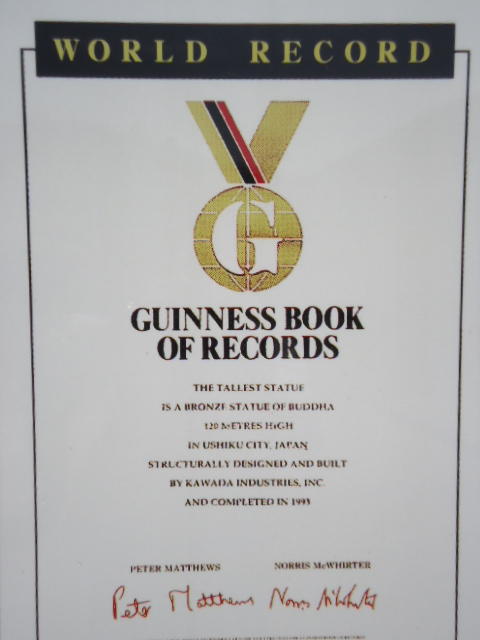 WORLD RECORD
G
GUINNESS BOOK
OF RECORDS
THE TALLEST STATUE
IS A BRONZE STATUE OF BUDDHA
120 METRES HIGH
IN USHIKU CITY, JAPAN
STRUCTURALLY DESIGNED AND BUILT
BY KAWADA INDUSTRIES, INC.
AND COMPLETED IN 1993
PETER MATTHEWS NORRIS McWHIRTER
Peter Matthews Norris McWhirter